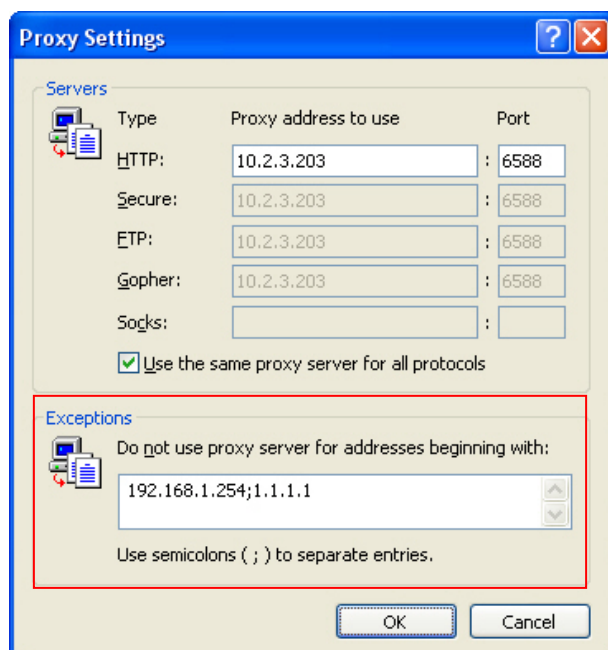 Proxy Settings
Servers
Type Proxy address to use Port
HTTP: 10.2.3.203 : 6588
Secure: 10.2.3.203 : 6588
FTP: 10.2.3.203 : 6588
Gopher: 10.2.3.203 : 6588
Socks: :
Use the same proxy server for all protocols
Exceptions
Do not use proxy server for addresses beginning with:
192.168.1.254;1.1.1.1
Use semicolons ( ; ) to separate entries.
OK Cancel